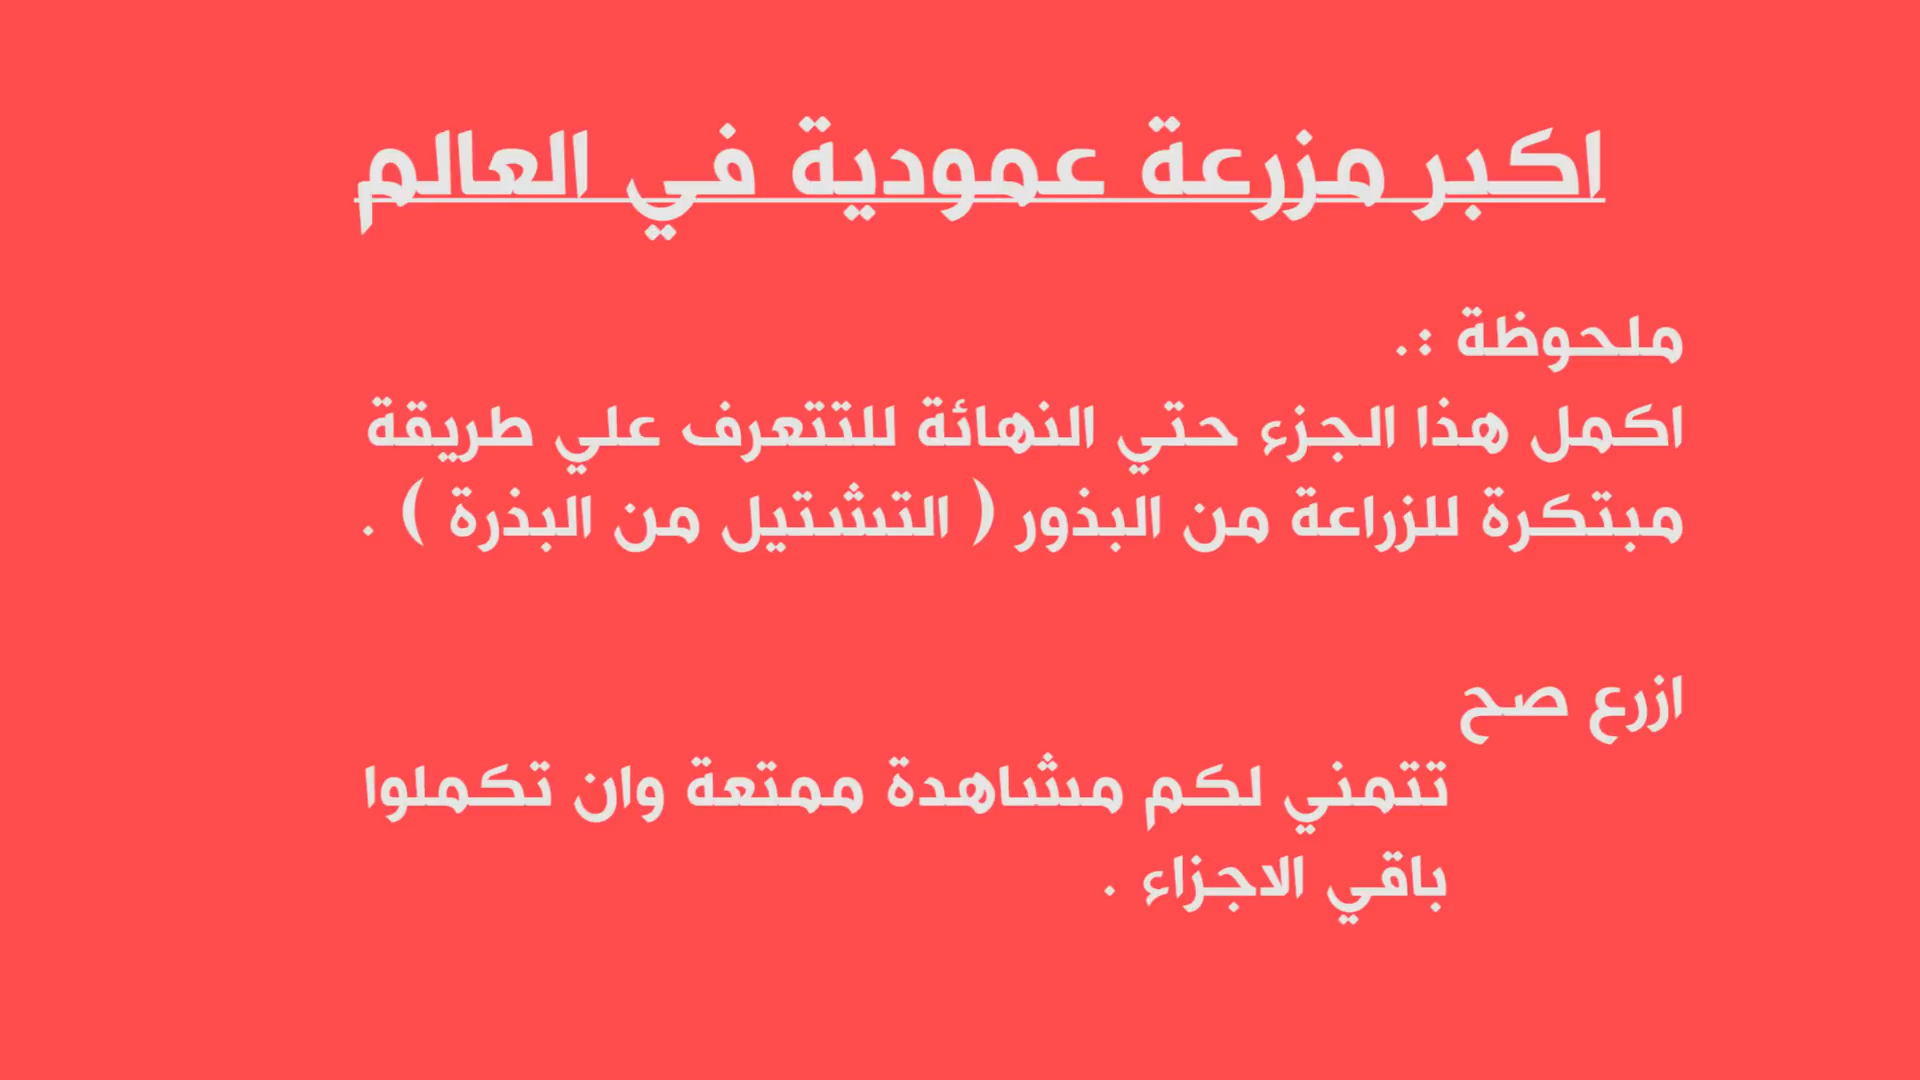 اكبر مزرعة عمودية في العالم
ملحوظة :.
اكمل هذا الجزء حتي النهائة للتتعرف علي طريقة
مبتكرة للزراعة من البذور ( التشتيل من البذرة ) .
ازرع صح
تتمني لكم مشاهدة ممتعة وان تكملوا
باقي الاجزاء .